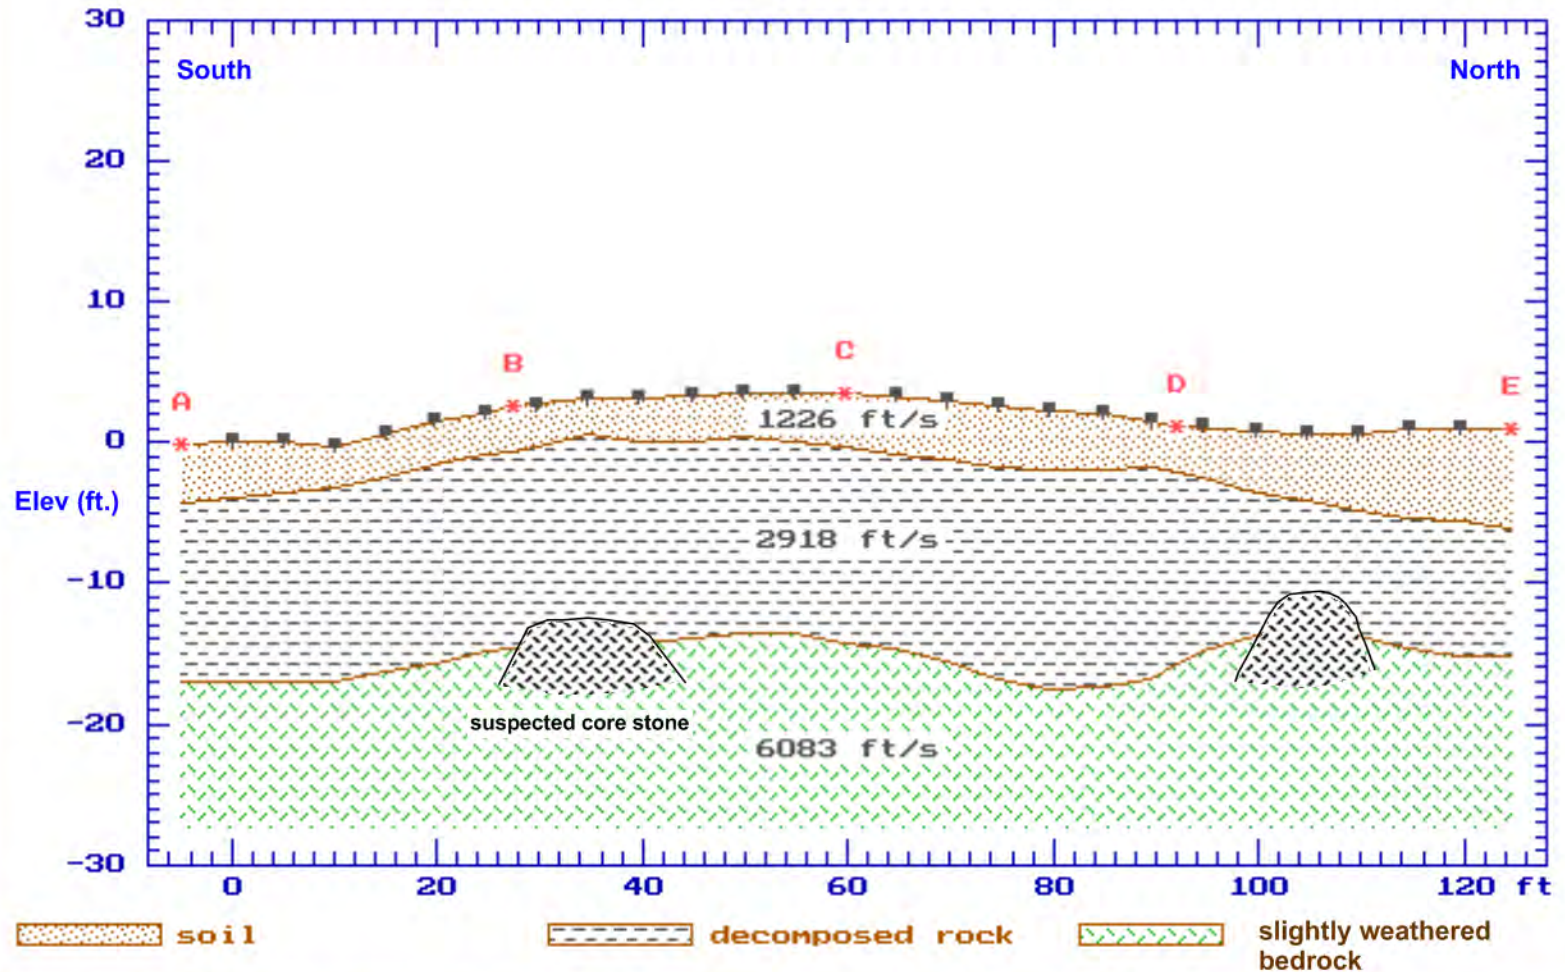 30
South
North
20
10
C
B
D
E
A
1226 ft/s
0
Elev (ft.)
2918 ft/s
-10
suspected core stone
-20
6083 ft/s
-30
0 20 40 60 80 100 120 ft
soil
decomposed rock
slightly weathered
bedrock